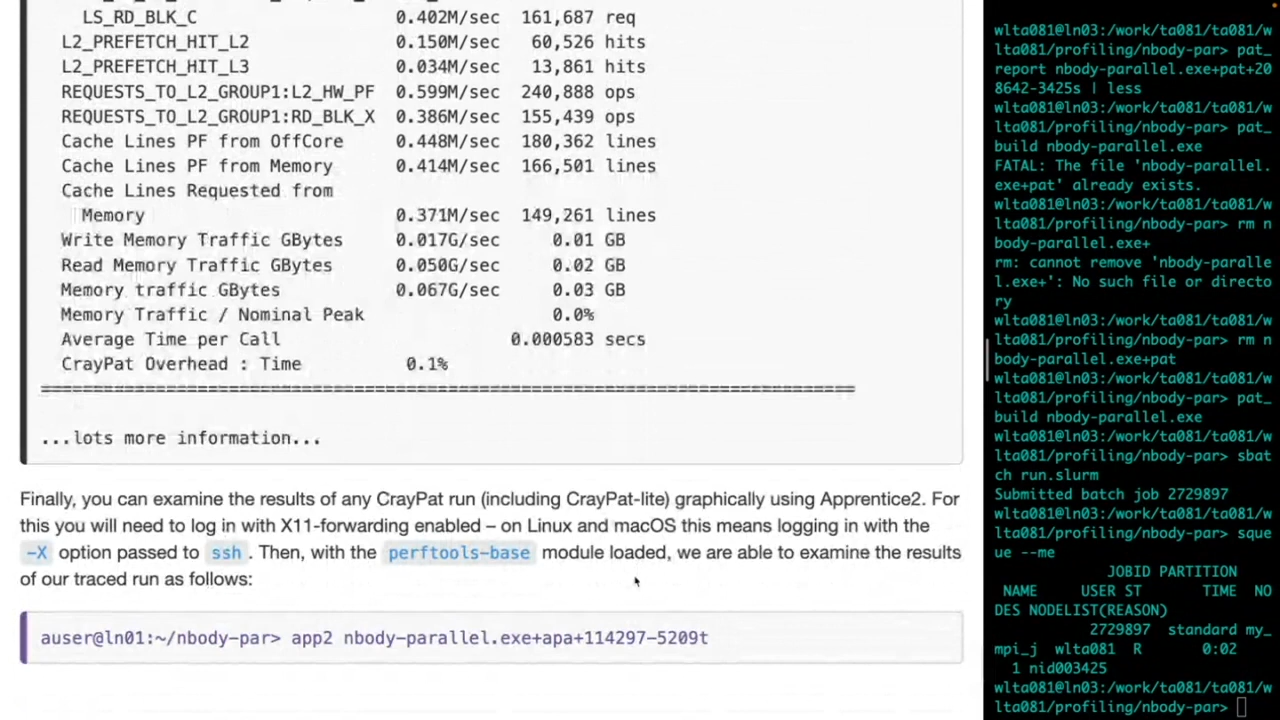 LS_RD_BLK_C 0.402M/sec 161,687 req
L2_PREFETCH_HIT_L2 0.150M/sec 60,526 hits
L2_PREFETCH_HIT_L3 0.034M/sec 13,861 hits
REQUESTS_TO_L2_GROUP1:L2_HW_PF 0.599M/sec 240,888 ops
REQUESTS_TO_L2_GROUP1:RD_BLK_X 0.386M/sec 155,439 ops
Cache Lines PF from OffCore 0.448M/sec 180,362 lines
Cache Lines PF from Memory 0.414M/sec 166,501 lines
Cache Lines Requested from
Memory 0.371M/sec 149,261 lines
Write Memory Traffic GBytes 0.017G/sec 0.01 GB
Read Memory Traffic GBytes 0.050G/sec 0.02 GB
Memory traffic GBytes 0.067G/sec 0.03 GB
Memory Traffic / Nominal Peak 0.0%
Average Time per Call 0.000583 secs
CrayPat Overhead : Time 0.1%
...lots more information...
Finally, you can examine the results of any CrayPat run (including CrayPat-lite) graphically using Apprentice2. For
this you will need to log in with X11-forwarding enabled – on Linux and macOS this means logging in with the
-X option passed to ssh . Then, with the perftools-base module loaded, we are able to examine the results
of our traced run as follows:
auser@ln01:~/nbody-par> app2 nbody-parallel.exe+apa+114297-5209t
wlta081@ln03:/work/ta081/ta081/w
lta081/profiling/nbody-par> pat_
report nbody-parallel.exe+pat+20
8642-3425s | less
wlta081@ln03:/work/ta081/ta081/w
lta081/profiling/nbody-par> pat_
build nbody-parallel.exe
FATAL: The file 'nbody-parallel.
exe+pat' already exists.
wlta081@ln03:/work/ta081/ta081/w
lta081/profiling/nbody-par> rm n
body-parallel.exe+
rm: cannot remove 'nbody-paralle
l.exe+': No such file or directo
ry
wlta081@ln03:/work/ta081/ta081/w
lta081/profiling/nbody-par> rm n
body-parallel.exe+pat
wlta081@ln03:/work/ta081/ta081/w
lta081/profiling/nbody-par> pat_
build nbody-parallel.exe
wlta081@ln03:/work/ta081/ta081/w
lta081/profiling/nbody-par> sbat
ch run.slurm
Submitted batch job 2729897
wlta081@ln03:/work/ta081/ta081/w
lta081/profiling/nbody-par> sque
ue --me
JOBID PARTITION
NAME USER ST TIME NO
DES NODELIST(REASON)
2729897 standard my_
mpi_j wlta081 R 0:02
1 nid003425
wlta081@ln03:/work/ta081/ta081/w
lta081/profiling/nbody-par>